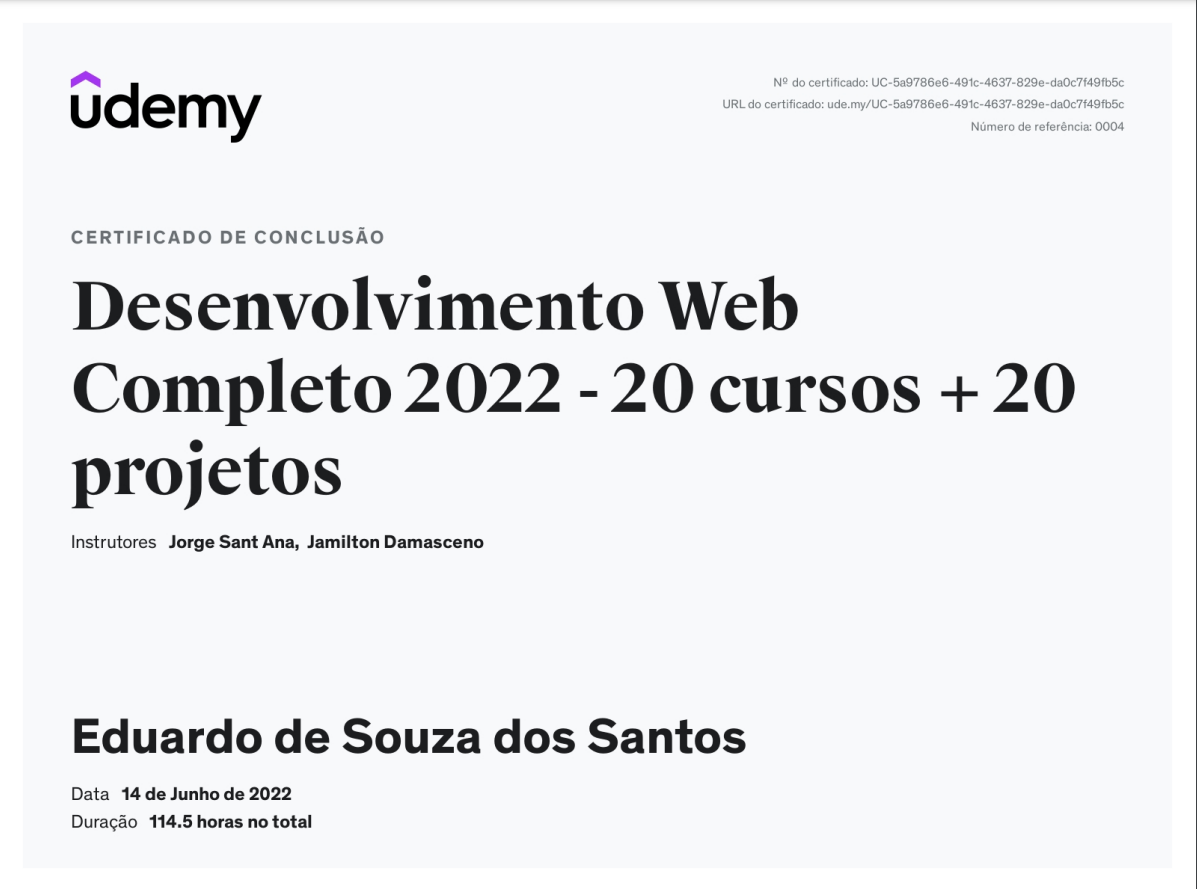 udemy
Nº do certificado: UC-5a9786e6-491c-4637-829e-da0c7f49fb5c
URL do certificado: ude.my/UC-5a9786e6-491c-4637-829e-da0c7f49fb5c
Número de referência: 0004
CERTIFICADO DE CONCLUSÃO
Desenvolvimento Web
Completo 2022 - 20 cursos + 20
projetos
Instrutores Jorge Sant Ana, Jamilton Damasceno
Eduardo de Souza dos Santos
Data 14 de Junho de 2022
Duração 114.5 horas no total